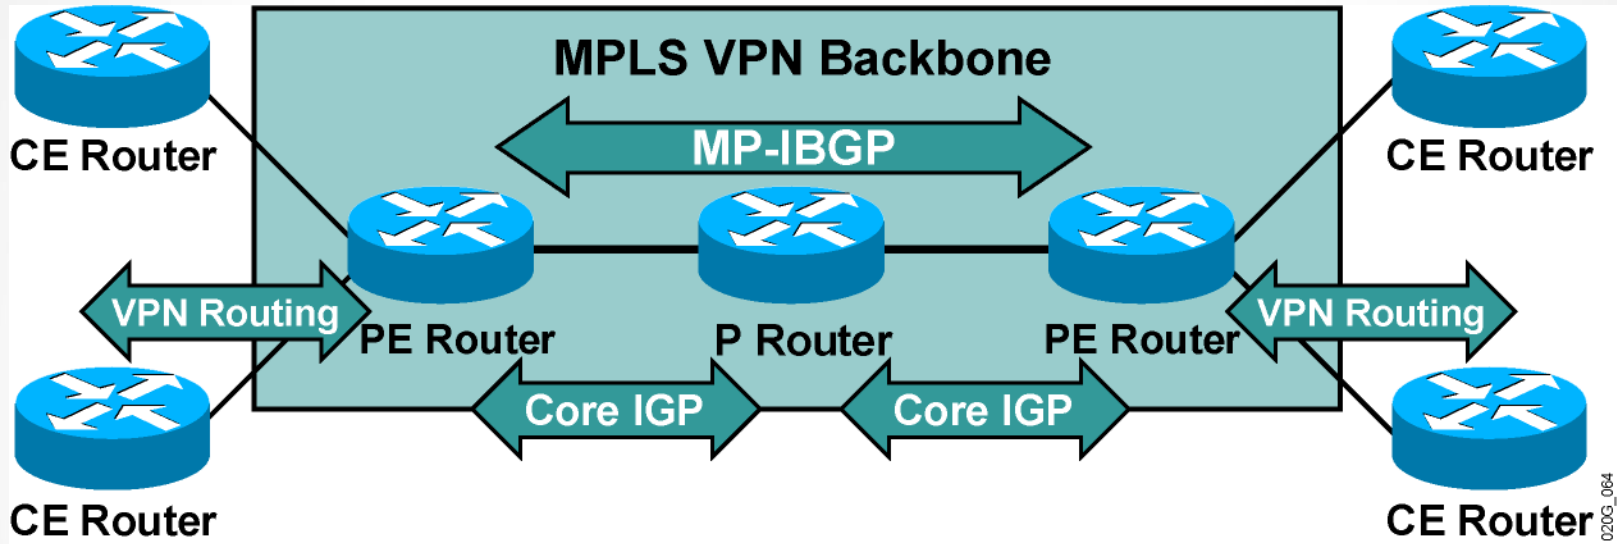 MPLS VPN Backbone
MP-IBGP
CE Router
CE Router
VPN Routing
VPN Routing
PE Router
P Router
PE Router
Core IGP
Core IGP
CE Router
CE Router
020G_064